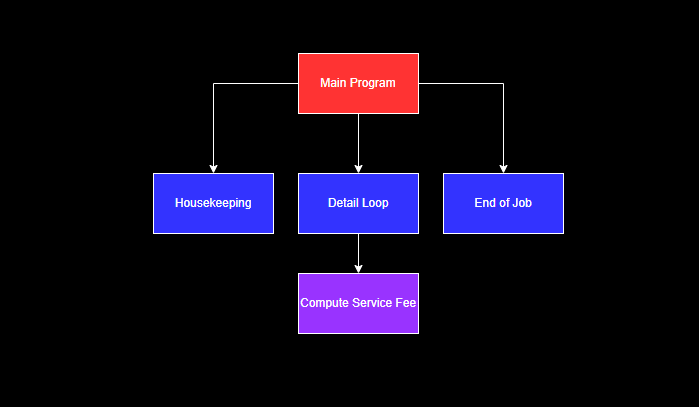 Main Program
Housekeeping
Detail Loop
End of Job
Compute Service Fee